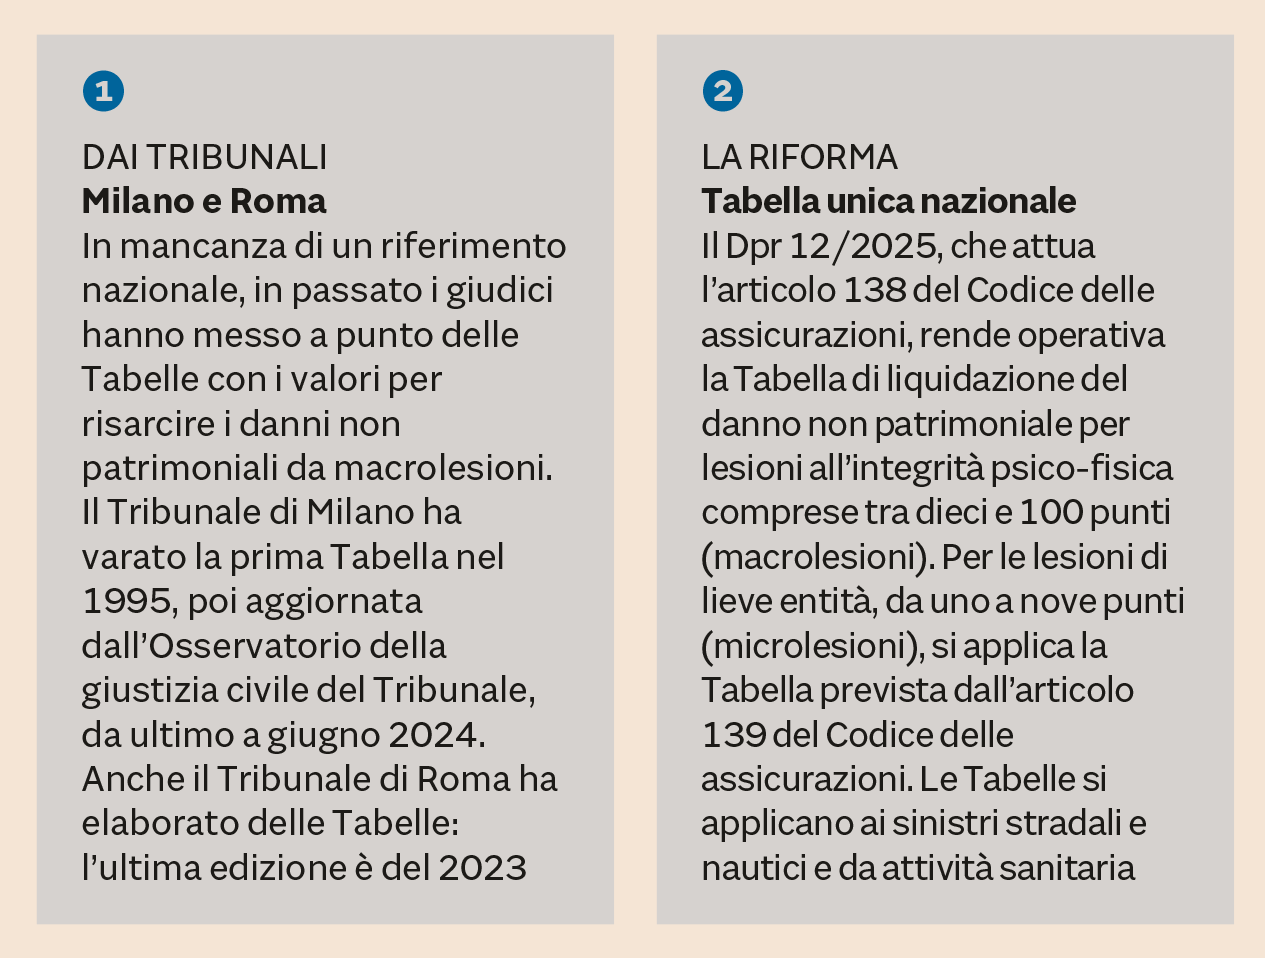 1
DAI TRIBUNALI
Milano e Roma
In mancanza di un riferimento
nazionale, in passato i giudici
hanno messo a punto delle
Tabelle con i valori per
risarcire i danni non
patrimoniali da macrolesioni.
Il Tribunale di Milano ha
varato la prima Tabella nel
1995, poi aggiornata
dall’Osservatorio della
giustizia civile del Tribunale,
da ultimo a giugno 2024.
Anche il Tribunale di Roma ha
elaborato delle Tabelle:
l’ultima edizione è del 2023
2
LA RIFORMA
Tabella unica nazionale
Il Dpr 12/2025, che attua
l’articolo 138 del Codice delle
assicurazioni, rende operativa
la Tabella di liquidazione del
danno non patrimoniale per
lesioni all’integrità psico-fisica
comprese tra dieci e 100 punti
(macrolesioni). Per le lesioni di
lieve entità, da uno a nove punti
(microlesioni), si applica la
Tabella prevista dall’articolo
139 del Codice delle
assicurazioni. Le Tabelle si
applicano ai sinistri stradali e
nautici e da attività sanitaria